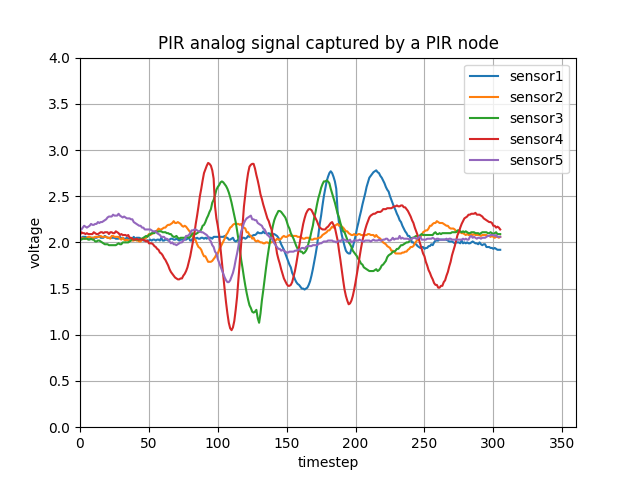 PIR analog signal captured by a PIR node
4.0
3.5
3.0
2.5
2.0
1.5
1.0
0.5
0.0
voltage
sensor1
sensor2
sensor3
sensor4
sensor5
0 50 100 150 200 250 300 350
timestep